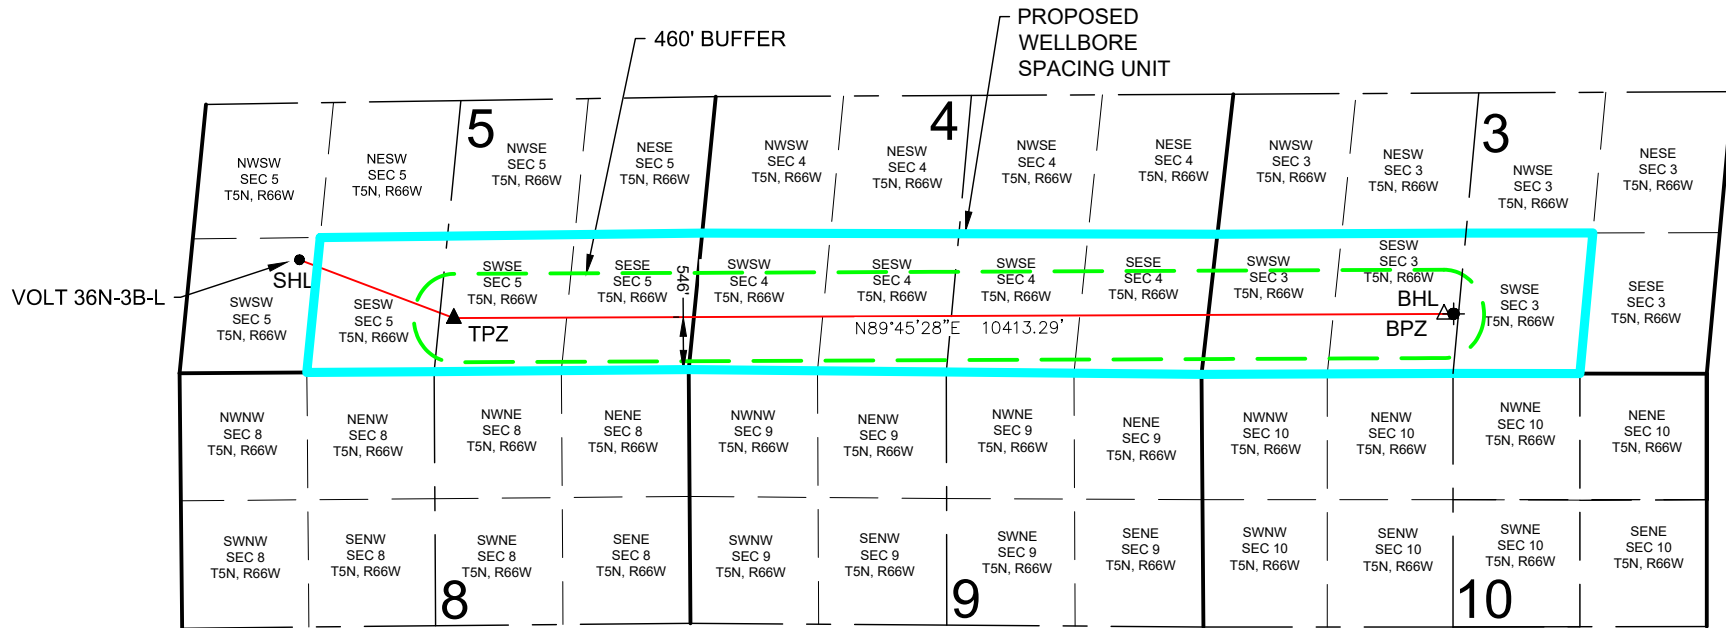 460' BUFFER
PROPOSED
WELLBORE
SPACING UNIT
5
4
3
NWSW
SEC 5
T5N, R66W
NESW
SEC 5
T5N, R66W
NWSE
SEC 5
T5N, R66W
NESE
SEC 5
T5N, R66W
NWSW
SEC 4
T5N, R66W
NESW
SEC 4
T5N, R66W
NWSE
SEC 4
T5N, R66W
NESE
SEC 4
T5N, R66W
NWSW
SEC 3
T5N, R66W
NESW
SEC 3
T5N, R66W
NWSE
SEC 3
T5N, R66W
NESE
SEC 3
T5N, R66W
VOLT 36N-3B-L
SHL
SWSW
SEC 5
T5N, R66W
SESW
SEC 5
T5N, R66W
TPZ
SWSE
SEC 5
T5N, R66W
SESE
SEC 5
T5N, R66W
546'
SWSW
SEC 4
T5N, R66W
SESW
SEC 4
T5N, R66W
SWSE
SEC 4
T5N, R66W
SESE
SEC 4
T5N, R66W
SWSW
SEC 3
T5N, R66W
SESW
SEC 3
T5N, R66W
BHL
BPZ
SWSE
SEC 3
T5N, R66W
SESE
SEC 3
T5N, R66W
N89°45'28"E 10413.29'
NWNW
SEC 8
T5N, R66W
NENW
SEC 8
T5N, R66W
NWNE
SEC 8
T5N, R66W
NENE
SEC 8
T5N, R66W
NWNW
SEC 9
T5N, R66W
NENW
SEC 9
T5N, R66W
NWNE
SEC 9
T5N, R66W
NENE
SEC 9
T5N, R66W
NWNW
SEC 10
T5N, R66W
NENW
SEC 10
T5N, R66W
NWNE
SEC 10
T5N, R66W
NENE
SEC 10
T5N, R66W
SWNW
SEC 8
T5N, R66W
SENW
SEC 8
T5N, R66W
SWNE
SEC 8
T5N, R66W
SENE
SEC 8
T5N, R66W
SWNW
SEC 9
T5N, R66W
SENW
SEC 9
T5N, R66W
SWNE
SEC 9
T5N, R66W
SENE
SEC 9
T5N, R66W
SWNW
SEC 10
T5N, R66W
SENW
SEC 10
T5N, R66W
SWNE
SEC 10
T5N, R66W
SENE
SEC 10
T5N, R66W
8
9
10